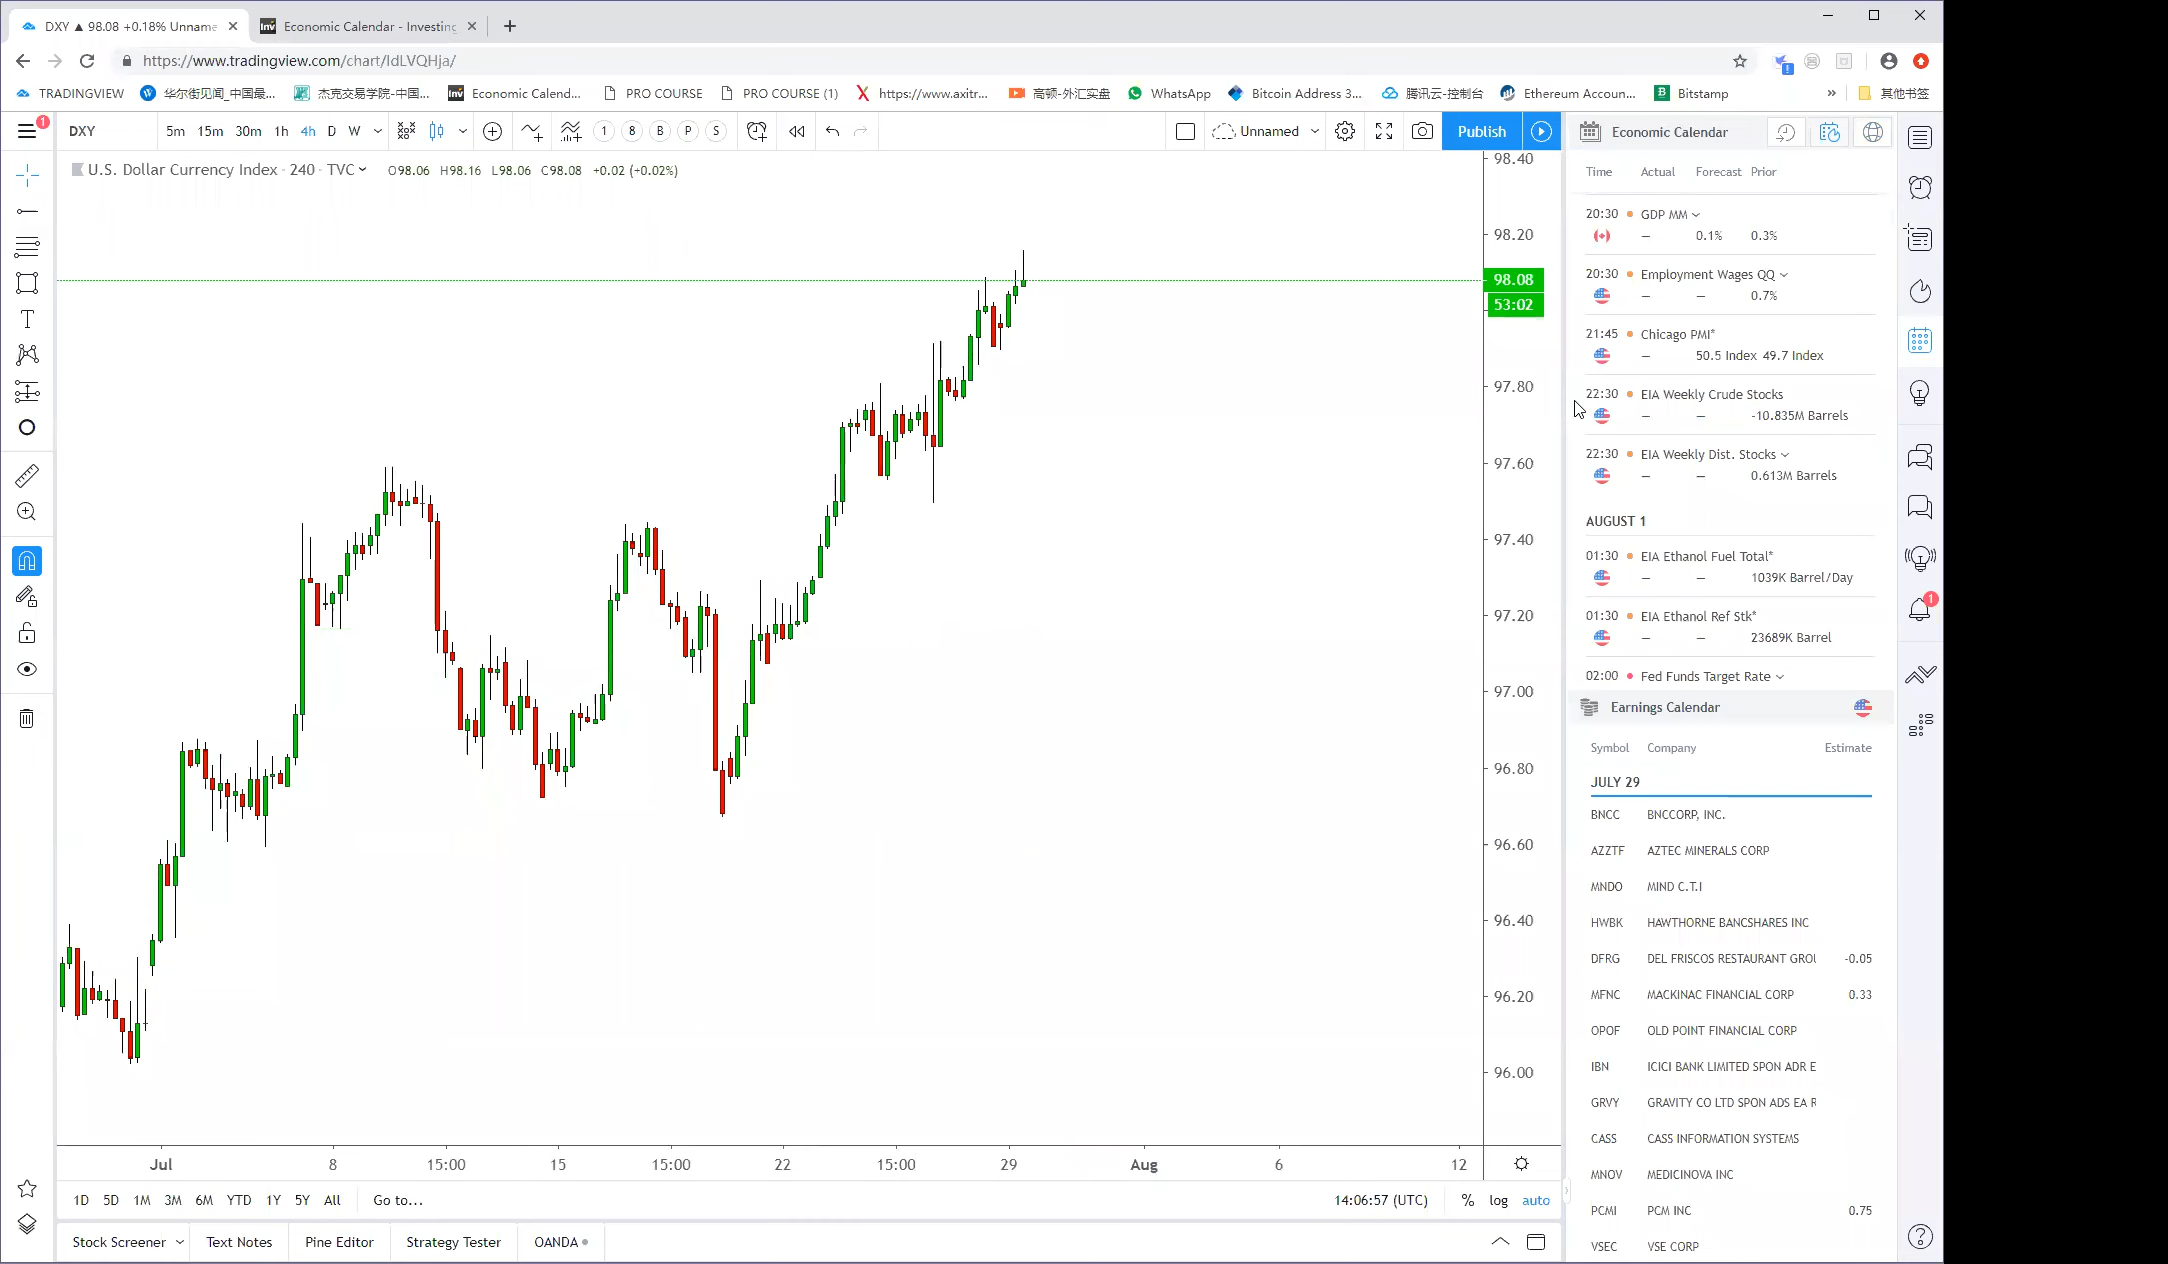 DXY ▲ 98.08 +0.18% Unname
Inv Economic Calendar - Investing
https://www.tradingview.com/chart/IdLVQHja/
TRADINGVIEW 华尔街见闻_中国最... 杰克交易学院-中国... Inv Economic Calend... PRO COURSE PRO COURSE (1) https://www.axitr... 高顿-外汇实盘 WhatsApp Bitcoin Address 3... 腾讯云-控制台 Ethereum Accoun... Bitstamp » 其他书签
1 DXY 5m 15m 30m 1h 4h D W 1 8 B P S Unnamed Publish
U.S. Dollar Currency Index · 240 · TVC O98.06 H98.16 L98.06 C98.08 +0.02 (+0.02%)
98.40
98.20
98.08
53:02
97.80
97.60
97.40
97.20
97.00
96.80
96.60
96.40
96.20
96.00
Jul 8 15:00 15 15:00 22 15:00 29 Aug 6 12
1D 5D 1M 3M 6M YTD 1Y 5Y All Go to... 14:06:57 (UTC) % log auto
Stock Screener Text Notes Pine Editor Strategy Tester OANDA
Economic Calendar
Time Actual Forecast Prior
20:30 GDP MM
— 0.1% 0.3%
20:30 Employment Wages QQ
— — 0.7%
21:45 Chicago PMI*
— 50.5 Index 49.7 Index
22:30 EIA Weekly Crude Stocks
— — -10.835M Barrels
22:30 EIA Weekly Dist. Stocks
— — 0.613M Barrels
AUGUST 1
01:30 EIA Ethanol Fuel Total*
— — 1039K Barrel/Day
01:30 EIA Ethanol Ref Stk*
— — 23689K Barrel
02:00 Fed Funds Target Rate
Earnings Calendar
Symbol Company Estimate
JULY 29
BNCC BNCCORP, INC.
AZZTF AZTEC MINERALS CORP
MNDO MIND C.T.I
HWBK HAWTHORNE BANCSHARES INC
DFRG DEL FRISCOS RESTAURANT GROU -0.05
MFNC MACKINAC FINANCIAL CORP 0.33
OPOF OLD POINT FINANCIAL CORP
IBN ICICI BANK LIMITED SPON ADR E
GRVY GRAVITY CO LTD SPON ADS EA R
CASS CASS INFORMATION SYSTEMS
MNOV MEDICINOVA INC
PCMI PCM INC 0.75
VSEC VSE CORP
1